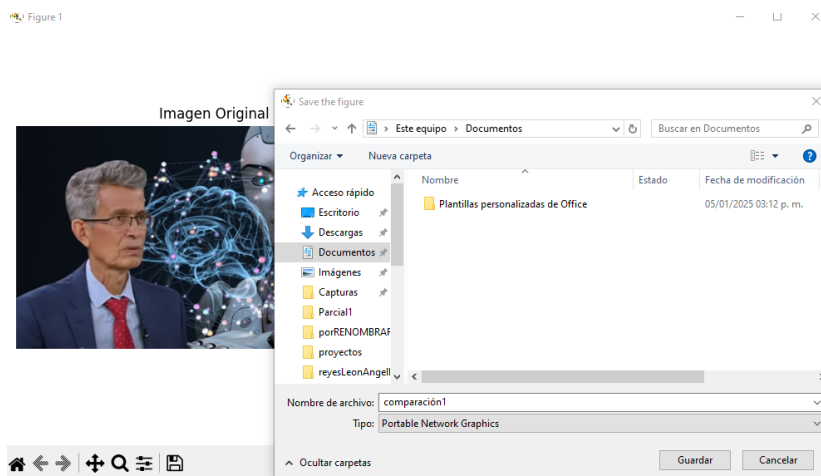 Figure 1
Imagen Original
Save the figure
Este equipo > Documentos
Buscar en Documentos
Organizar
Nueva carpeta
Nombre
Estado
Fecha de modificación
Acceso rápido
Escritorio
Descargas
Documentos
Imágenes
Capturas
Parcial1
porRENOMBRAR
proyectos
reyesLeonAngell
Plantillas personalizadas de Office
05/01/2025 03:12 p. m.
Nombre de archivo: comparación1
Tipo: Portable Network Graphics
Ocultar carpetas
Guardar
Cancelar